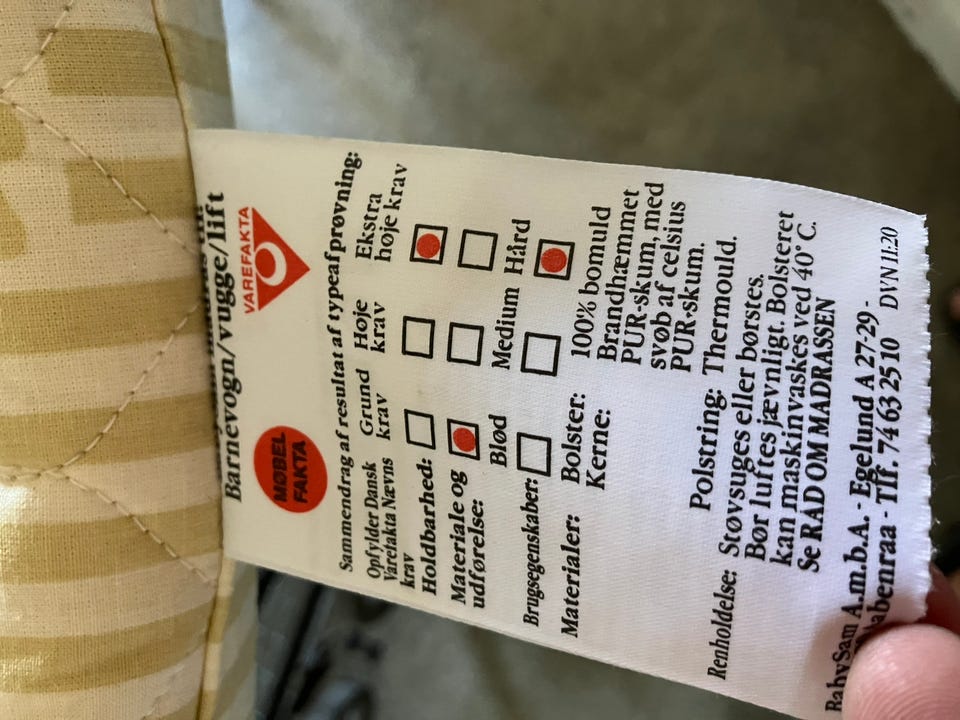 Barnevogn/vugge/lift
MØBEL
FAKTA
VAREFAKTA
Sammendrag af resultat af typeafprøvning:
Opfylder Dansk
Varefakta Nævns
krav
Grund
krav
Høje
krav
Ekstra
høje krav
Holdbarhed:
Materiale og
udførelse:
Blød Medium Hård
Brugsegenskaber:
Materialer: Bolster: 100% bomuld
Kerne: Brandhæmmet
PUR-skum, med
svøb af celsius
PUR-skum.
Polstring: Thermould.
Renholdelse: Støvsuges eller børstes.
Bør luftes jævnligt. Bolsteret
kan maskinvaskes ved 40°C.
Se RAD OM MADRASSEN
BabySam A.m.b.A. - Egelund A 27-29 -
Aabenraa - Tlf. 74 63 25 10 DVN 11:20